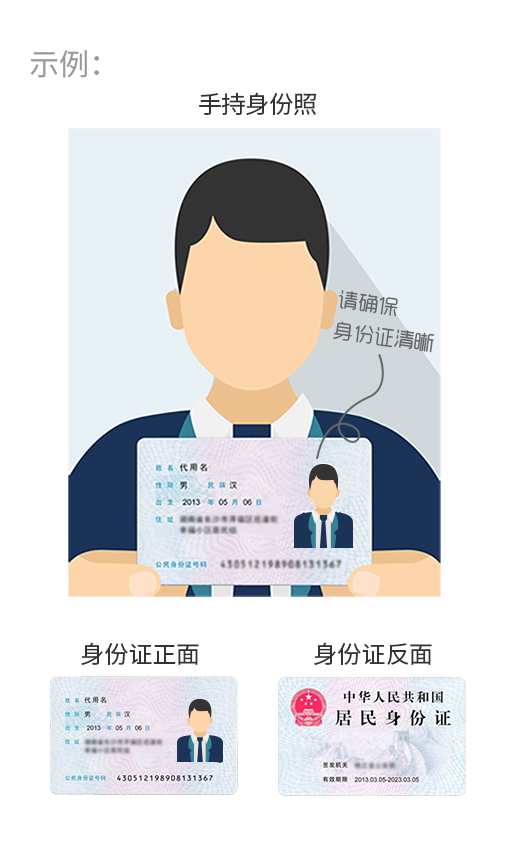 示例：
手持身份照
请确保
身份证清晰
姓 名 代用名
性 别 男 民 族 汉
出 生 2013 年 05 月 06 日
住 址
公民身份证号码 430512198908131367
身份证正面
身份证反面
姓 名 代用名
性 别 男 民 族 汉
出 生 2013 年 05 月 06 日
住 址
公民身份证号码 430512198908131367
中华人民共和国
居民身份证
签发机关
有效期限 2013.03.05-2023.03.05